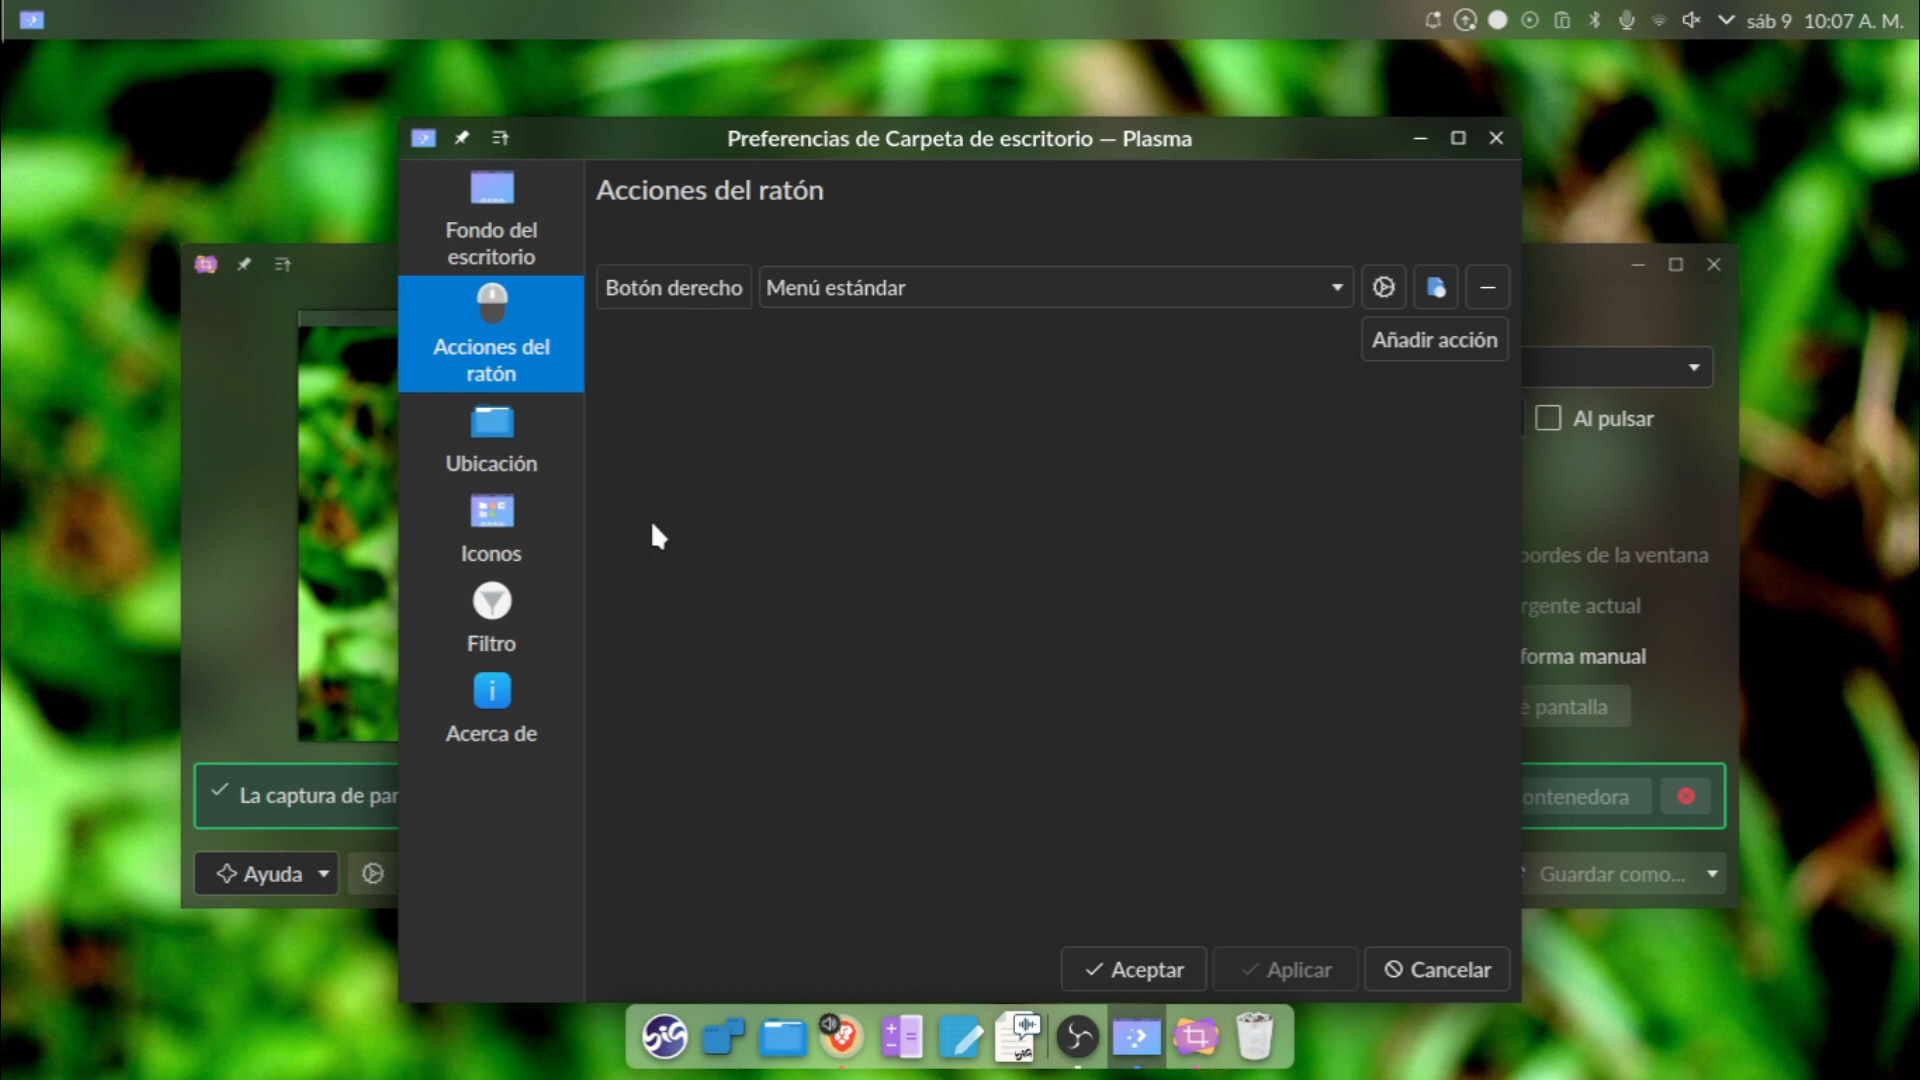 sáb 9 10:07 A. M.
Preferencias de Carpeta de escritorio — Plasma
Fondo del
escritorio
Acciones del
ratón
Ubicación
Iconos
Filtro
Acerca de
Acciones del ratón
Botón derecho
Menú estándar
Añadir acción
Aceptar
Aplicar
Cancelar
La captura de par
Ayuda
Al pulsar
bordes de la ventana
rgente actual
forma manual
e pantalla
ontenedora
Guardar como...
big